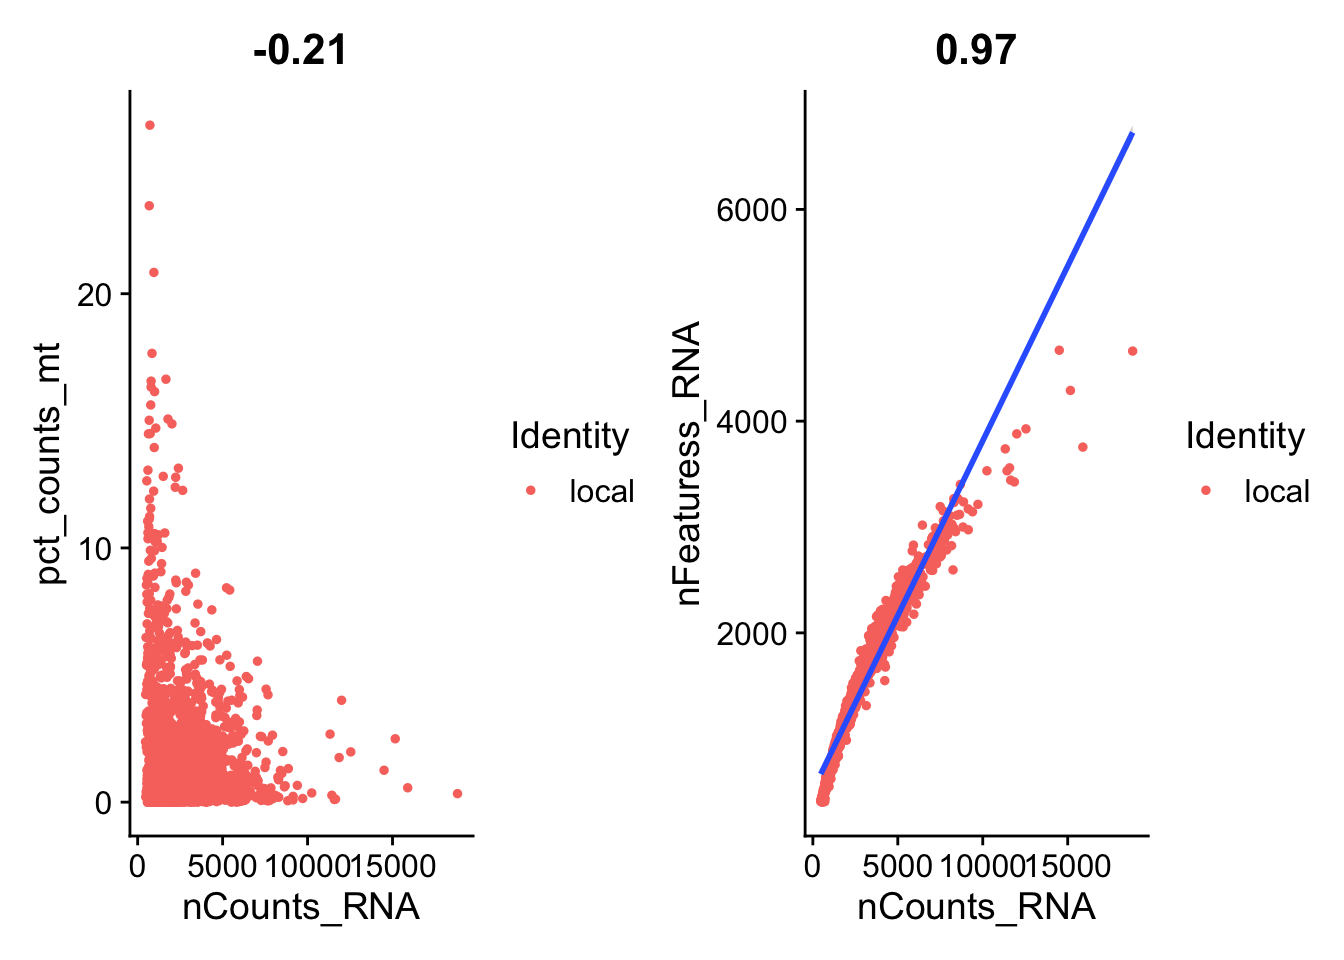 -0.21
pct_counts_mt
20
10
0
0 5000 10000 15000
nCounts_RNA
Identity
local
0.97
nFeaturess_RNA
6000
4000
2000
0 5000 10000 15000
nCounts_RNA
Identity
local